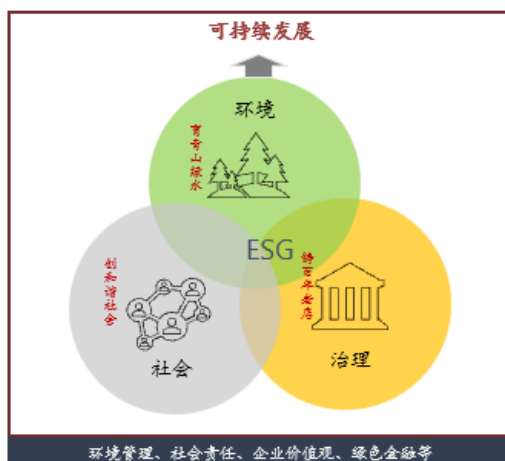 可持续发展
环境
育青山绿水
ESG
创和谐社会
铸百年老店
社会
治理
环境管理、社会责任、企业价值观、绿色金融等